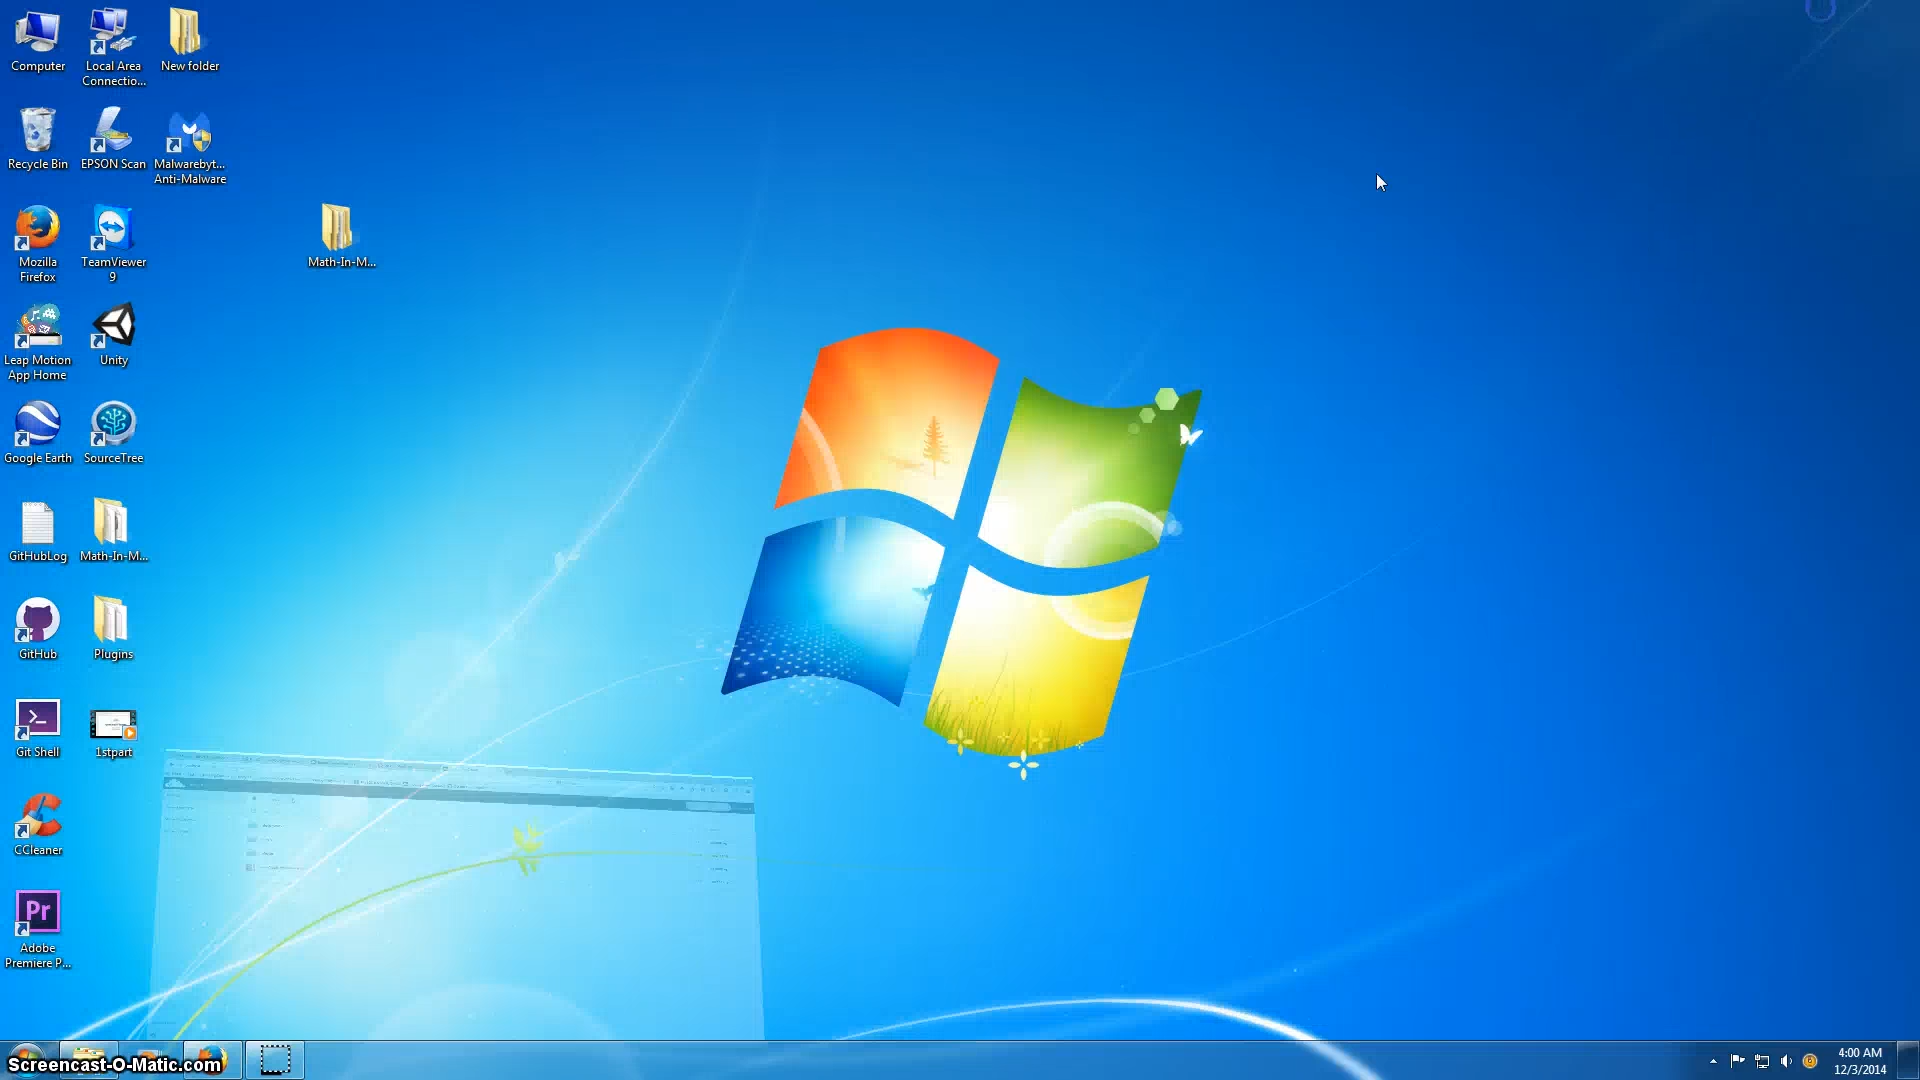 Computer
Local Area
Connectio...
New folder
Recycle Bin
EPSON Scan
Malwarebyt...
Anti-Malware
Mozilla
Firefox
TeamViewer
9
Math-In-M...
Leap Motion
App Home
Unity
Google Earth
SourceTree
GitHubLog
Math-In-M...
GitHub
Plugins
Git Shell
1stpart
CCleaner
Pr
Adobe
Premiere P...
Screencast-O-Matic.com
4:00 AM
12/3/2014